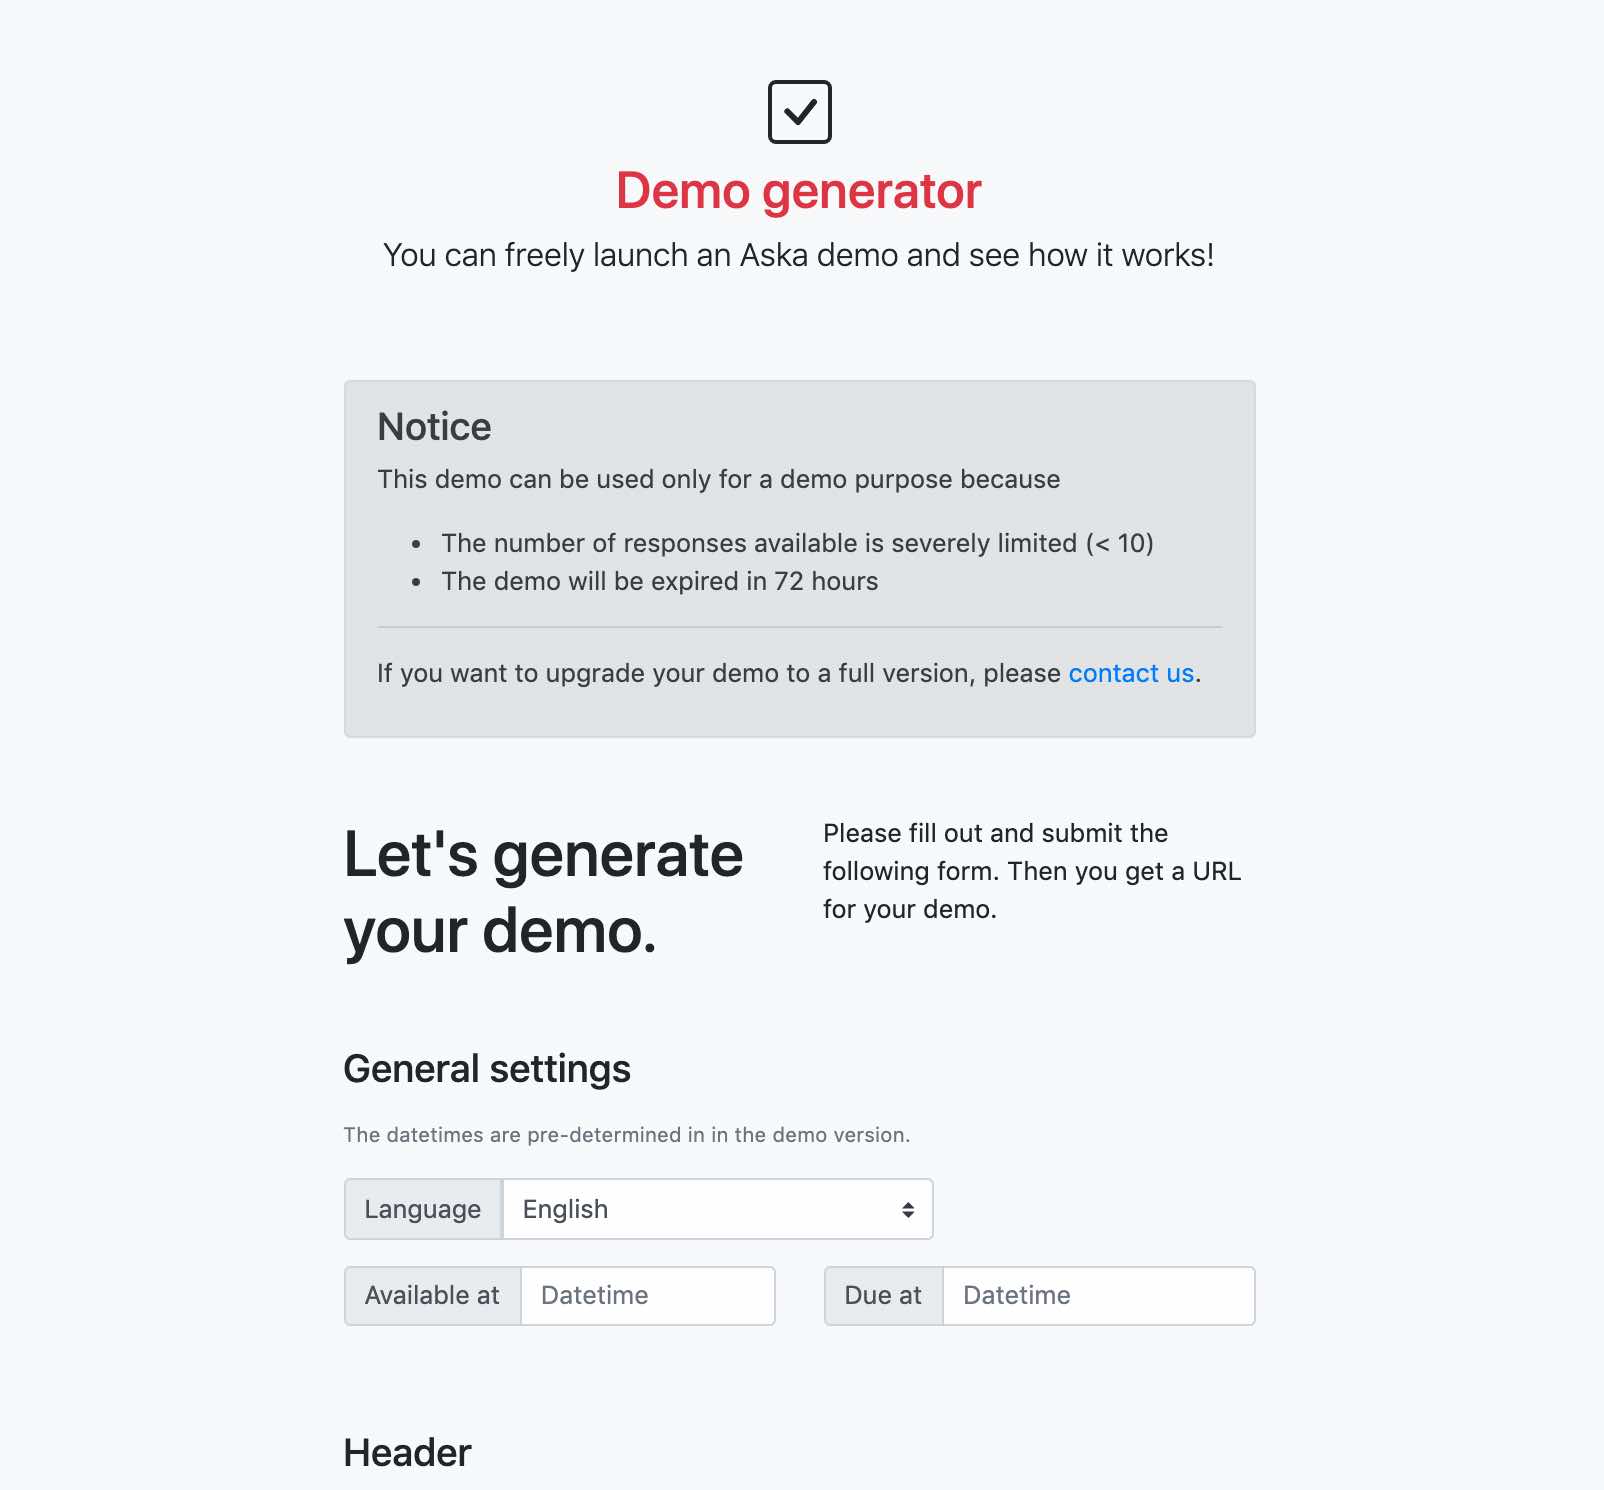 Demo generator
You can freely launch an Aska demo and see how it works!
Notice
This demo can be used only for a demo purpose because
• The number of responses available is severely limited (< 10)
• The demo will be expired in 72 hours
If you want to upgrade your demo to a full version, please contact us.
Let's generate
your demo.
Please fill out and submit the
following form. Then you get a URL
for your demo.
General settings
The datetimes are pre-determined in in the demo version.
Language English
Available at Datetime Due at Datetime
Header